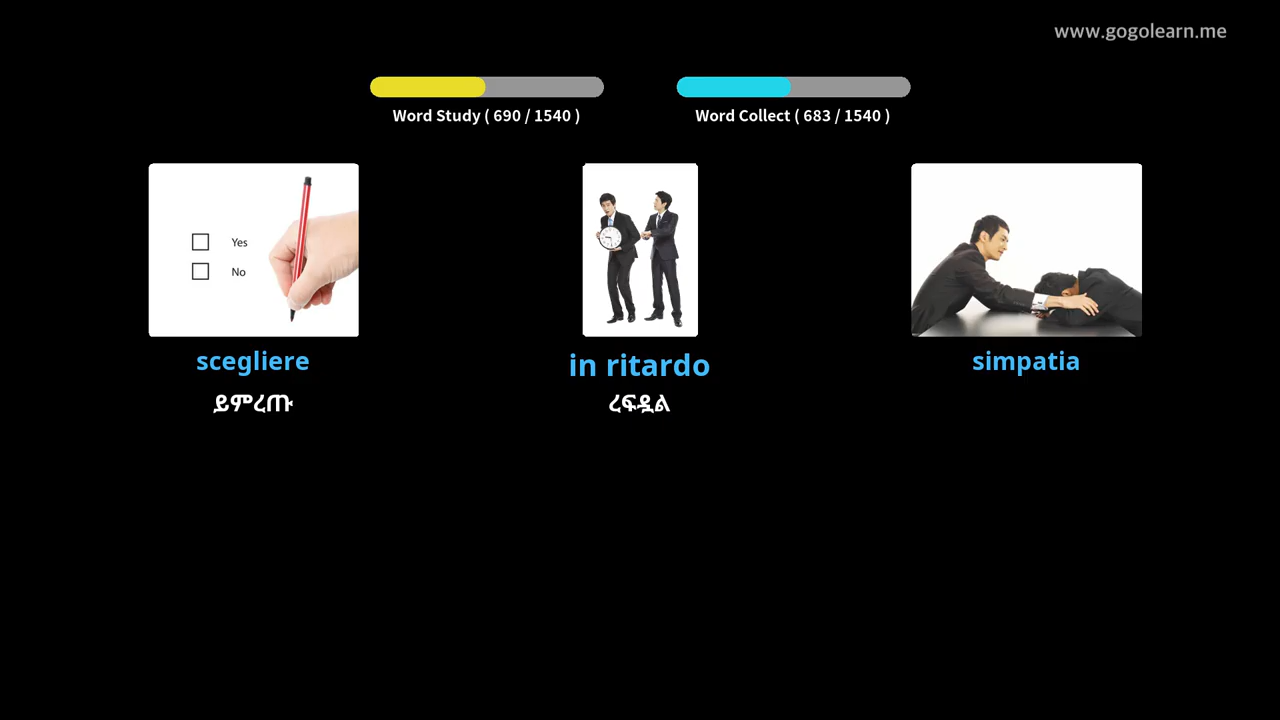 www.gogolearn.me
Word Study ( 690 / 1540 )
Word Collect ( 683 / 1540 )
Yes
No
scegliere
in ritardo
simpatia
ይምረጡ
ረፍዷል